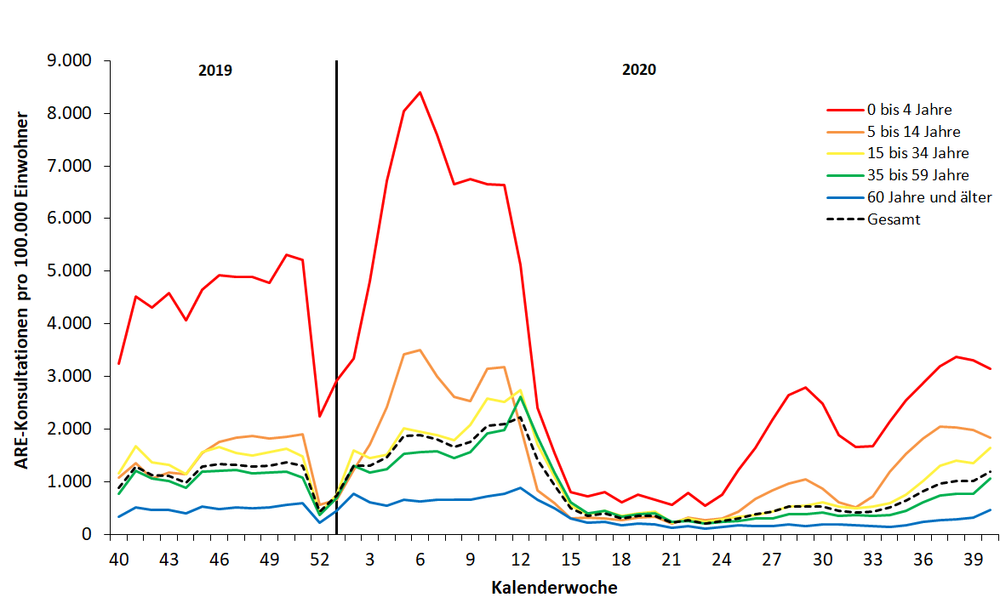 2019
2020
ARE-Konsultationen pro 100.000 Einwohner
9.000
8.000
7.000
6.000
5.000
4.000
3.000
2.000
1.000
0
0 bis 4 Jahre
5 bis 14 Jahre
15 bis 34 Jahre
35 bis 59 Jahre
60 Jahre und älter
Gesamt
40 43 46 49 52 3 6 9 12 15 18 21 24 27 30 33 36 39
Kalenderwoche